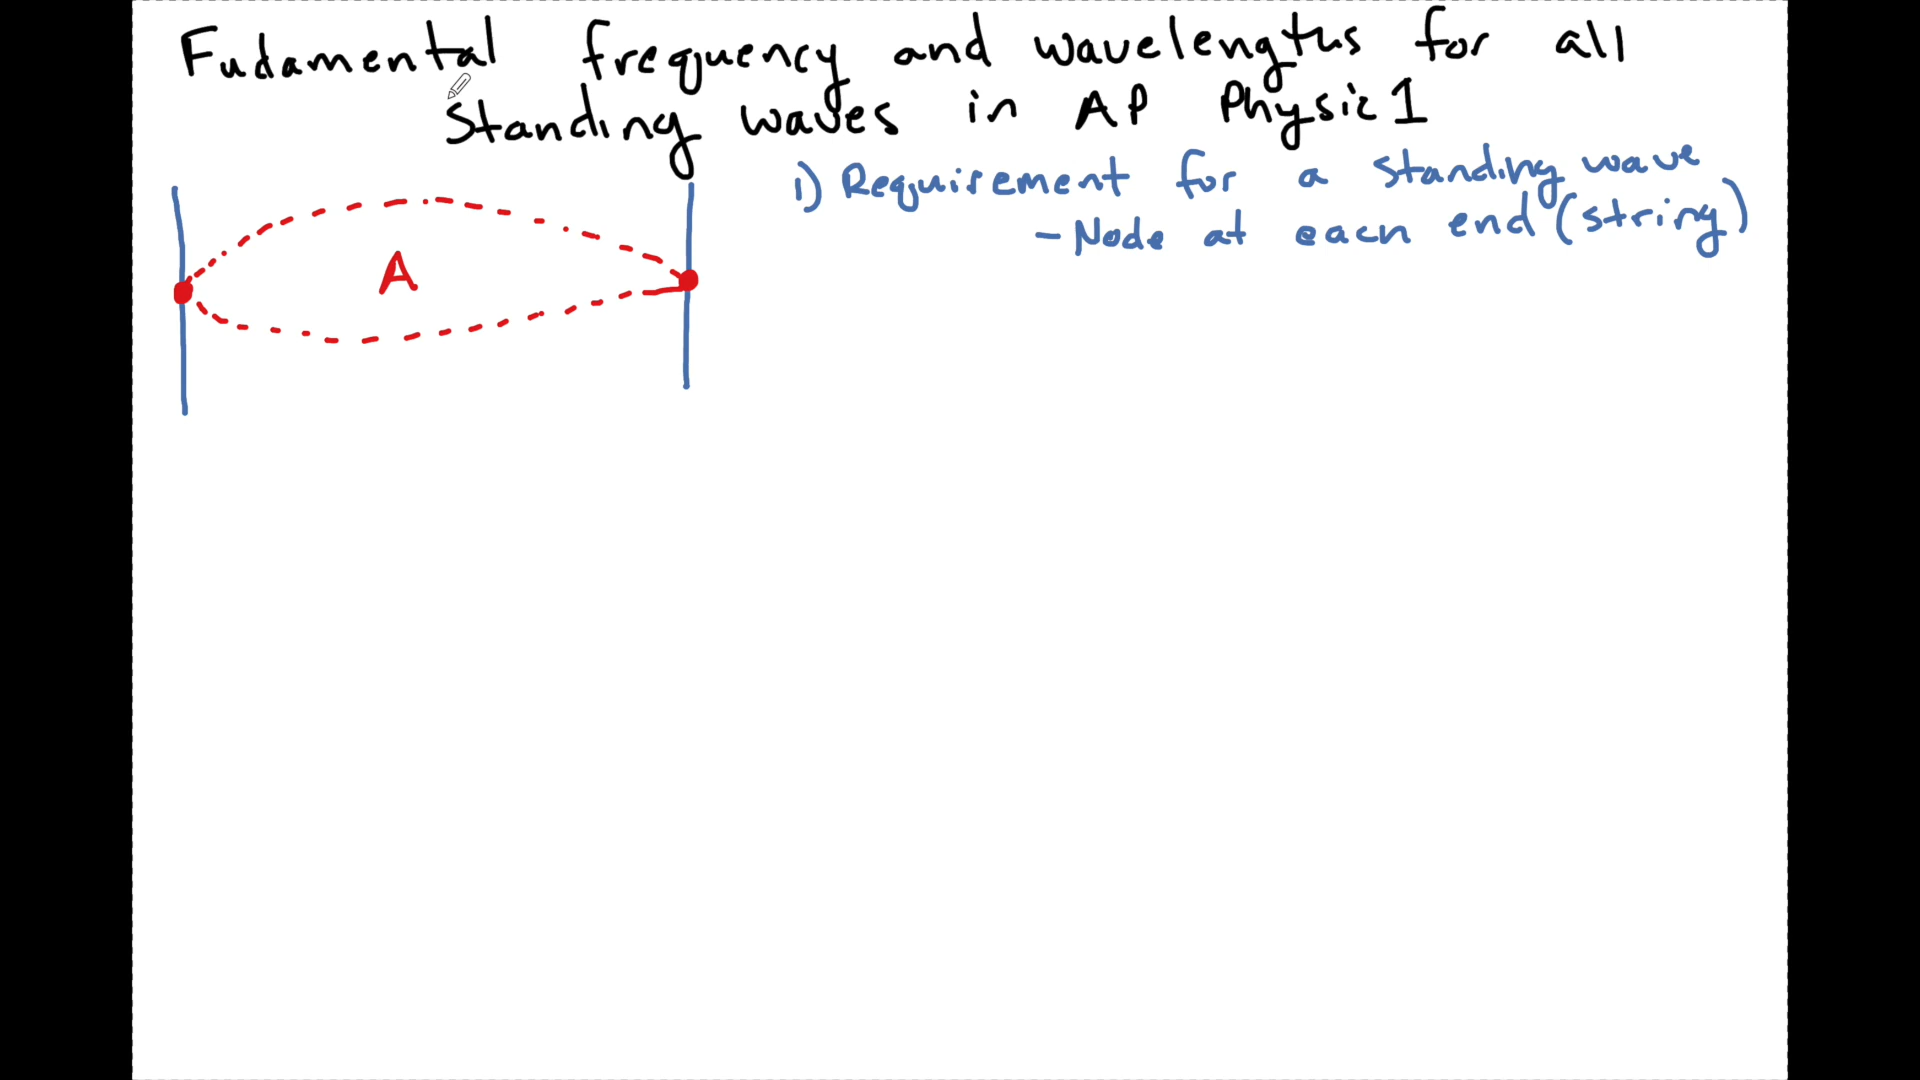 Fudamental frequency and wavelengths for all
Standing waves in AP Physic 1
1) Requirement for a standing wave
- Node at each end (string)
A